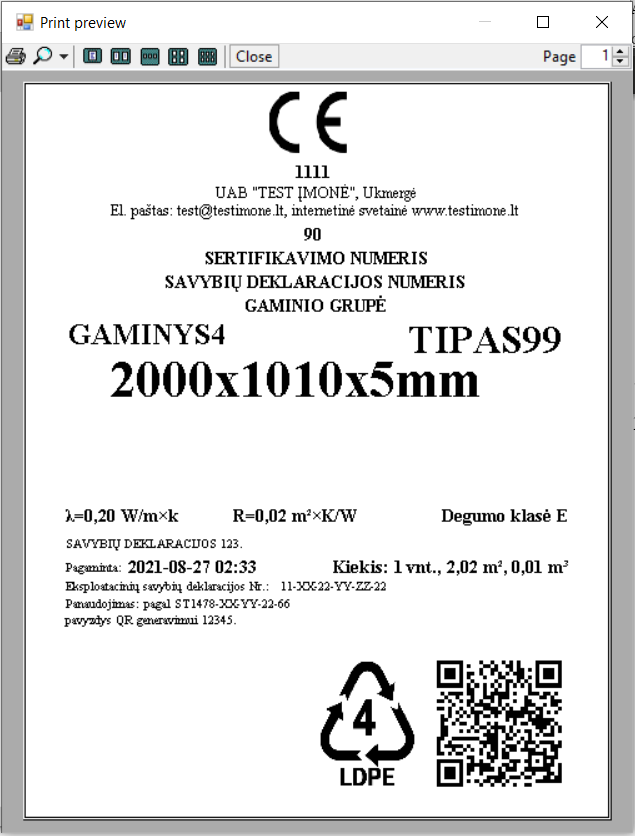 Print preview
Close
Page 1
CE
1111
UAB "TEST ĮMONĖ", Ukmergė
El. paštas: test@testimone.lt, internetinė svetainė www.testimone.lt
90
SERTIFIKAVIMO NUMERIS
SAVYBIŲ DEKLARACIJOS NUMERIS
GAMINIO GRUPĖ
GAMINYS4 TIPAS99
2000x1010x5mm
λ=0,20 W/m×k R=0,02 m²×K/W Degumo klasė E
SAVYBIŲ DEKLARACIJOS 123.
Pagaminta: 2021-08-27 02:33 Kiekis: 1 vnt., 2,02 m², 0,01 m³
Eksploatacinių savybių deklaracijos Nr.: 11-XX-22-YY-ZZ-22
Panaudojimas: pagal ST1478-XX-YY-22-66
pavyzdys QR generavimui 12345.
4
LDPE